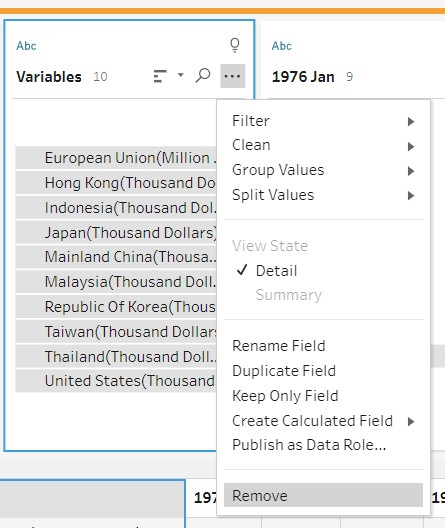 Abc
Variables 10
European Union(Million .
Hong Kong(Thousand Do
Indonesia(Thousand Dol.
Japan(Thousand Dollars)
Mainland China(Thousa..
Malaysia(Thousand Doll.
Republic Of Korea(Thous
Taiwan(Thousand Dollar
Thailand(Thousand Doll..
United States(Thousand
Abc
1976 Jan 9
Filter
Clean
Group Values
Split Values
View State
Detail
Summary
Rename Field
Duplicate Field
Keep Only Field
Create Calculated Field
Publish as Data Role...
Remove
197
19